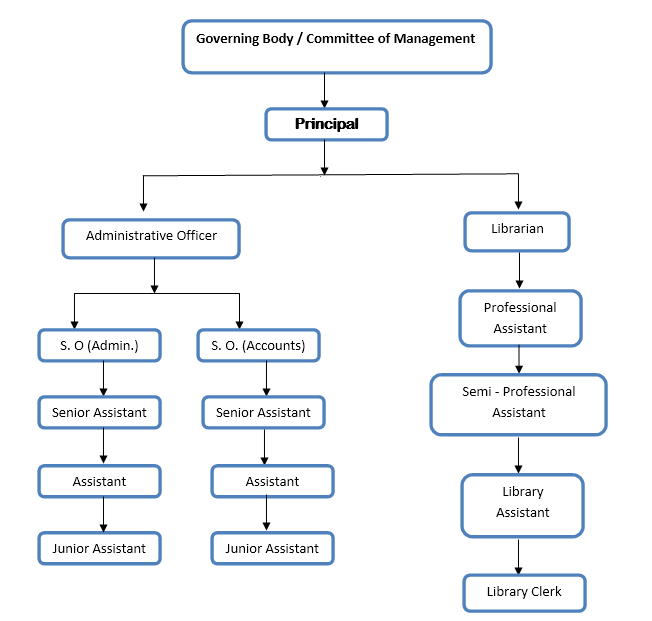 Governing Body / Committee of Management
Principal
Administrative Officer
Librarian
S. O (Admin.)
S. O. (Accounts)
Professional
Assistant
Senior Assistant
Senior Assistant
Semi - Professional
Assistant
Assistant
Assistant
Library
Assistant
Junior Assistant
Junior Assistant
Library Clerk